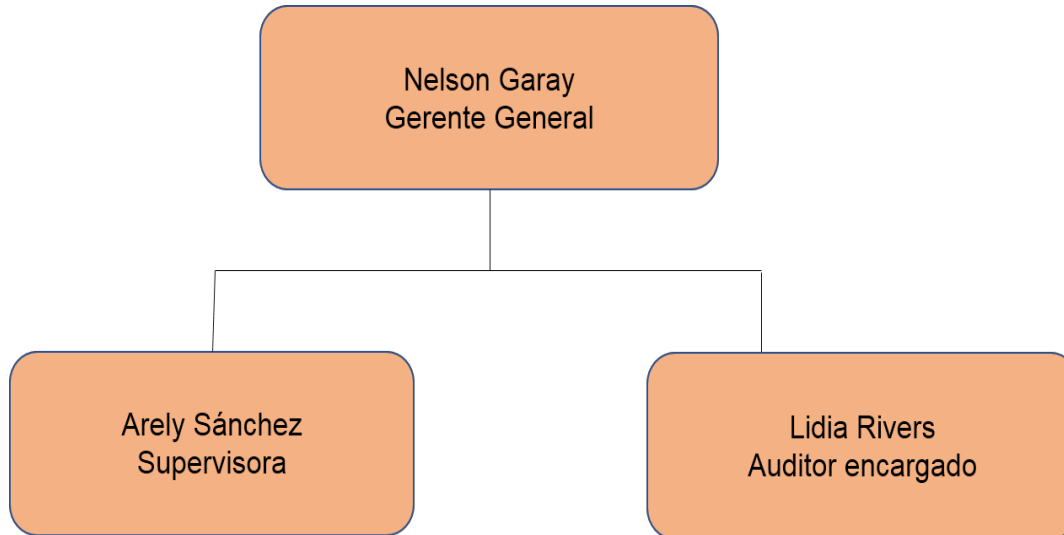 Nelson Garay
Gerente General
Arely Sánchez
Supervisora
Lidia Rivers
Auditor encargado